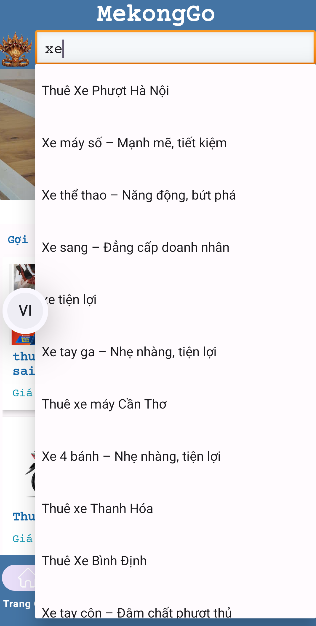 MekongGo
xe
Thuê Xe Phượt Hà Nội
Xe máy số – Mạnh mẽ, tiết kiệm
Xe thể thao – Năng động, bứt phá
Xe sang – Đẳng cấp doanh nhân
Gợi
xe tiện lợi
VI
Xe tay ga – Nhẹ nhàng, tiện lợi
thu
sai
Giá
Thuê xe máy Cần Thơ
Xe 4 bánh – Nhẹ nhàng, tiện lợi
Thuê xe Thanh Hóa
Thu
Giá
Thuê Xe Bình Định
Trang
Xe tay côn – Đậm chất phượt thủ